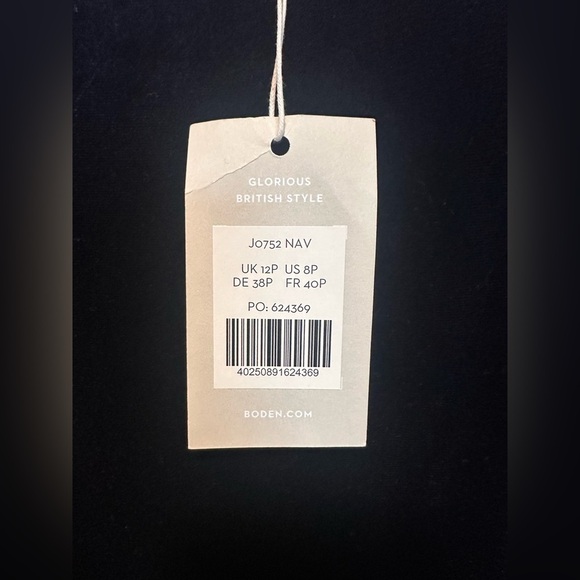 GLORIOUS
BRITISH STYLE
J0752 NAV
UK 12P US 8P
DE 38P FR 40P
PO: 624369
40250891624369
BODEN.COM